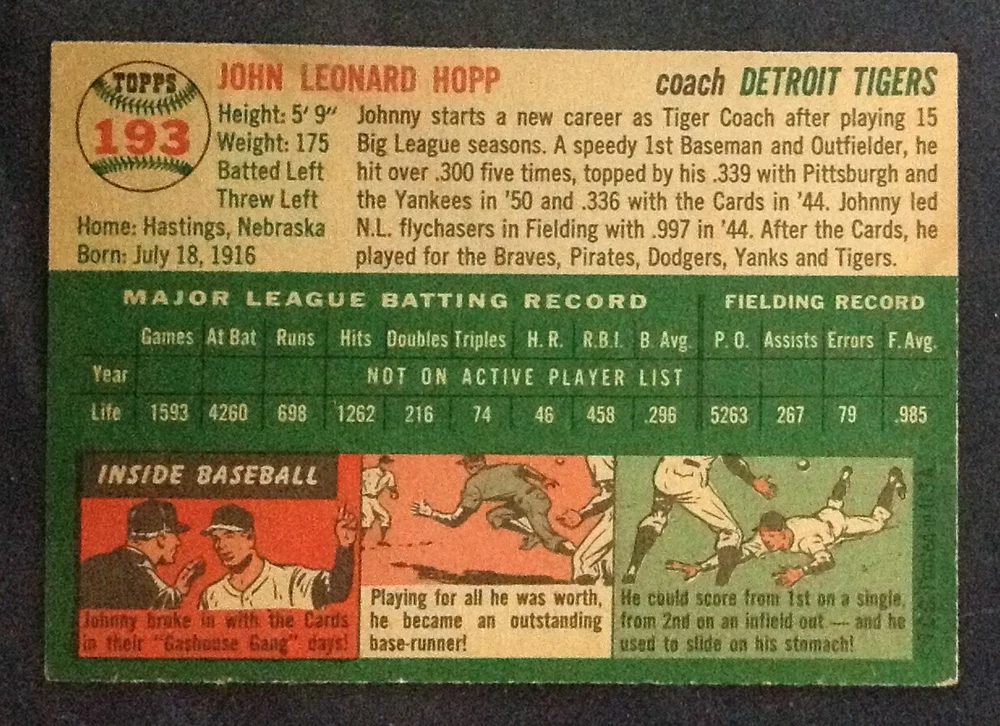 TOPPS
193
JOHN LEONARD HOPP
coach DETROIT TIGERS
Height: 5' 9"
Weight: 175
Batted Left
Threw Left
Home: Hastings, Nebraska
Born: July 18, 1916
Johnny starts a new career as Tiger Coach after playing 15
Big League seasons. A speedy 1st Baseman and Outfielder, he
hit over .300 five times, topped by his .339 with Pittsburgh and
the Yankees in '50 and .336 with the Cards in '44. Johnny led
N.L. flychasers in Fielding with .997 in '44. After the Cards, he
played for the Braves, Pirates, Dodgers, Yanks and Tigers.
MAJOR LEAGUE BATTING RECORD FIELDING RECORD
Games At Bat Runs Hits Doubles Triples H. R. R.B.I. B. Avg. P. O. Assists Errors F. Avg.
Year NOT ON ACTIVE PLAYER LIST
Life 1593 4260 698 1262 216 74 46 458 .296 5263 267 79 .985
INSIDE BASEBALL
Johnny broke in with the Cards
in their "Gashouse Gang" days!
Playing for all he was worth,
he became an outstanding
base-runner!
He could score from 1st on a single,
from 2nd on an infield out — and he
used to slide on his stomach!